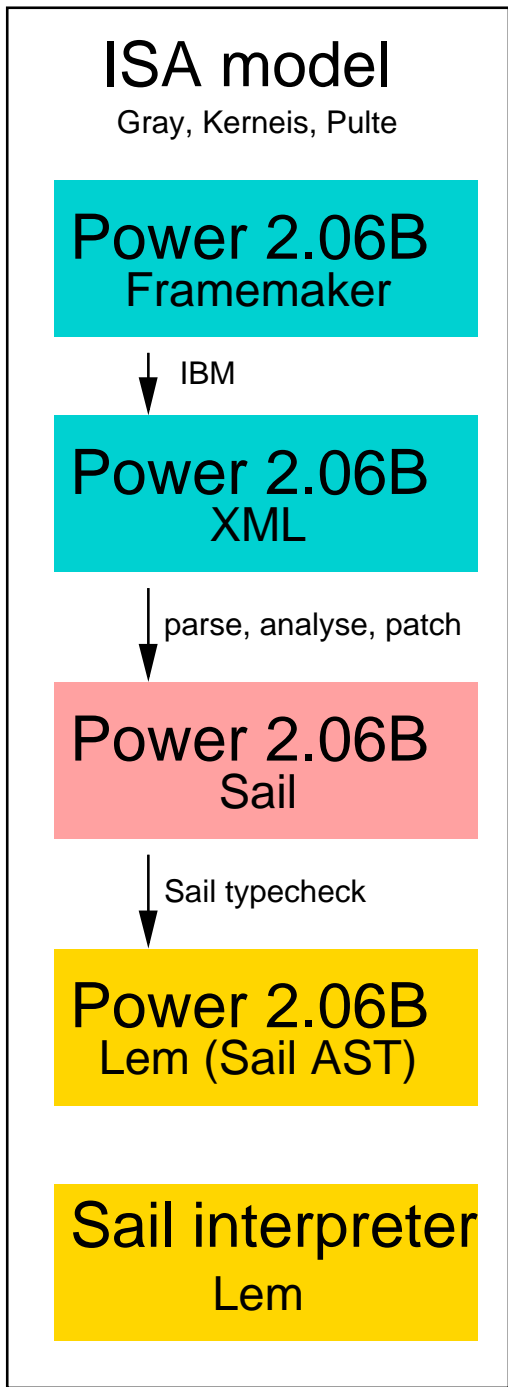 ISA model
Gray, Kerneis, Pulte
Power 2.06B
Framemaker
IBM
Power 2.06B
XML
parse, analyse, patch
Power 2.06B
Sail
Sail typecheck
Power 2.06B
Lem (Sail AST)
Sail interpreter
Lem